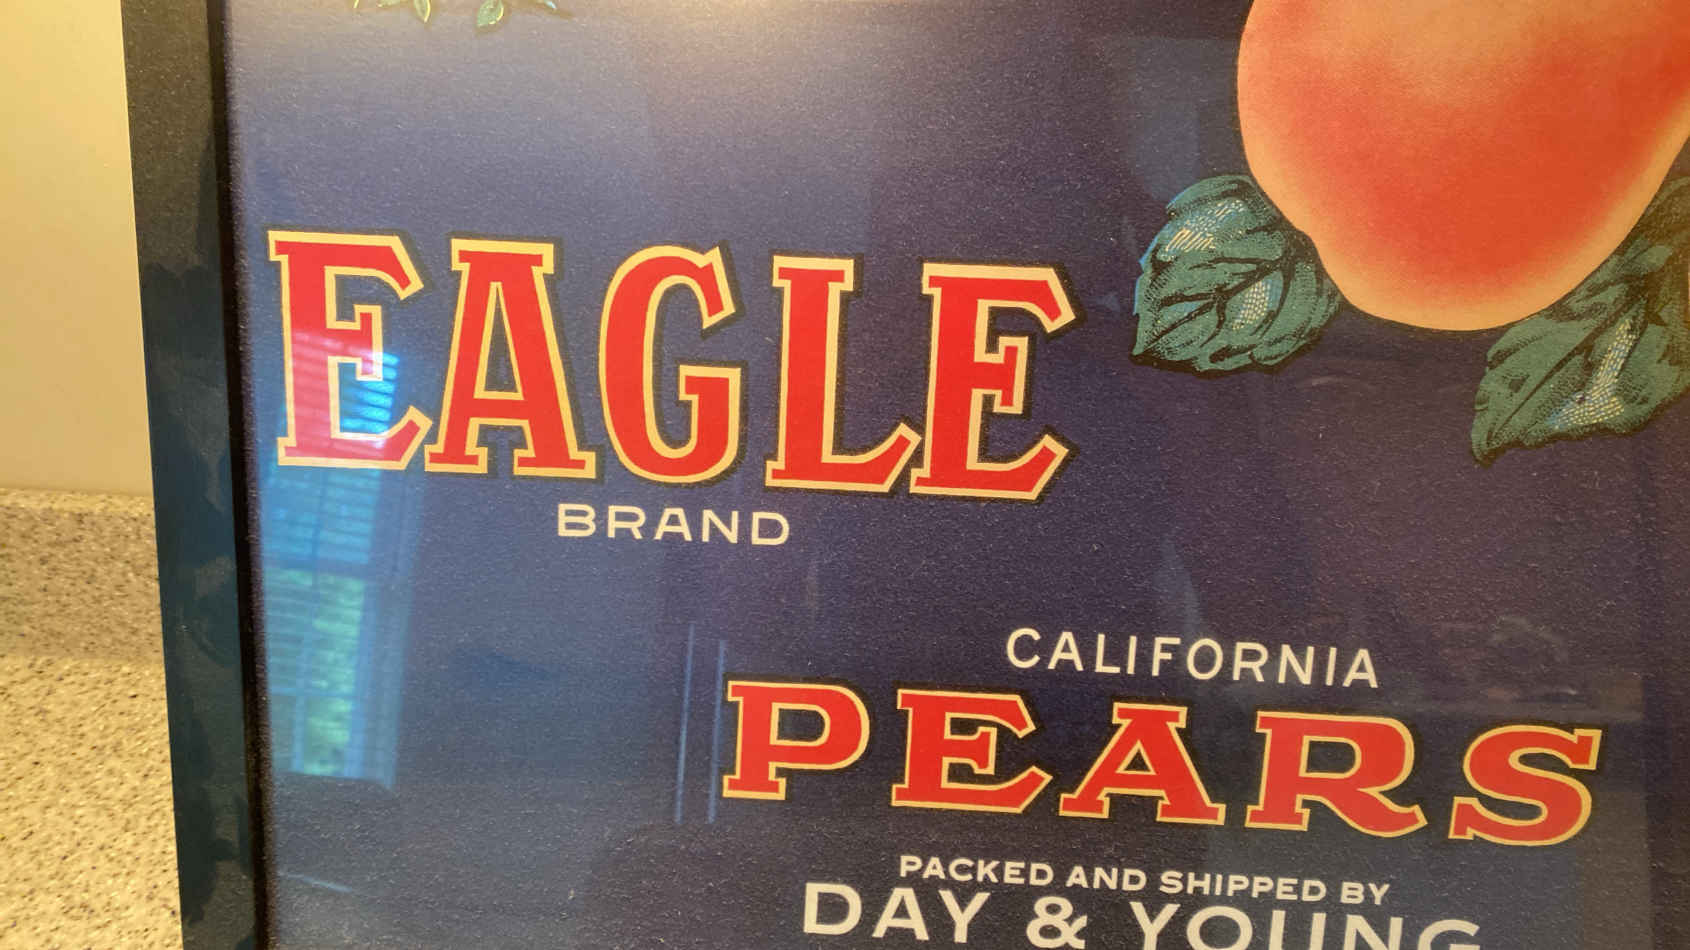 EAGLE
BRAND
CALIFORNIA
PEARS
PACKED AND SHIPPED BY
DAY & YOUNG